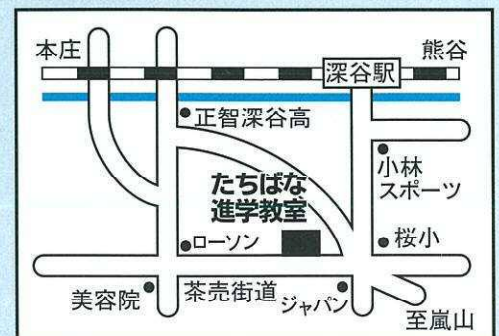 本庄
熊谷
深谷駅
正智深谷高
小林
スポーツ
たちばな
進学教室
ローソン
桜小
美容院
茶売街道
ジャパン
至嵐山